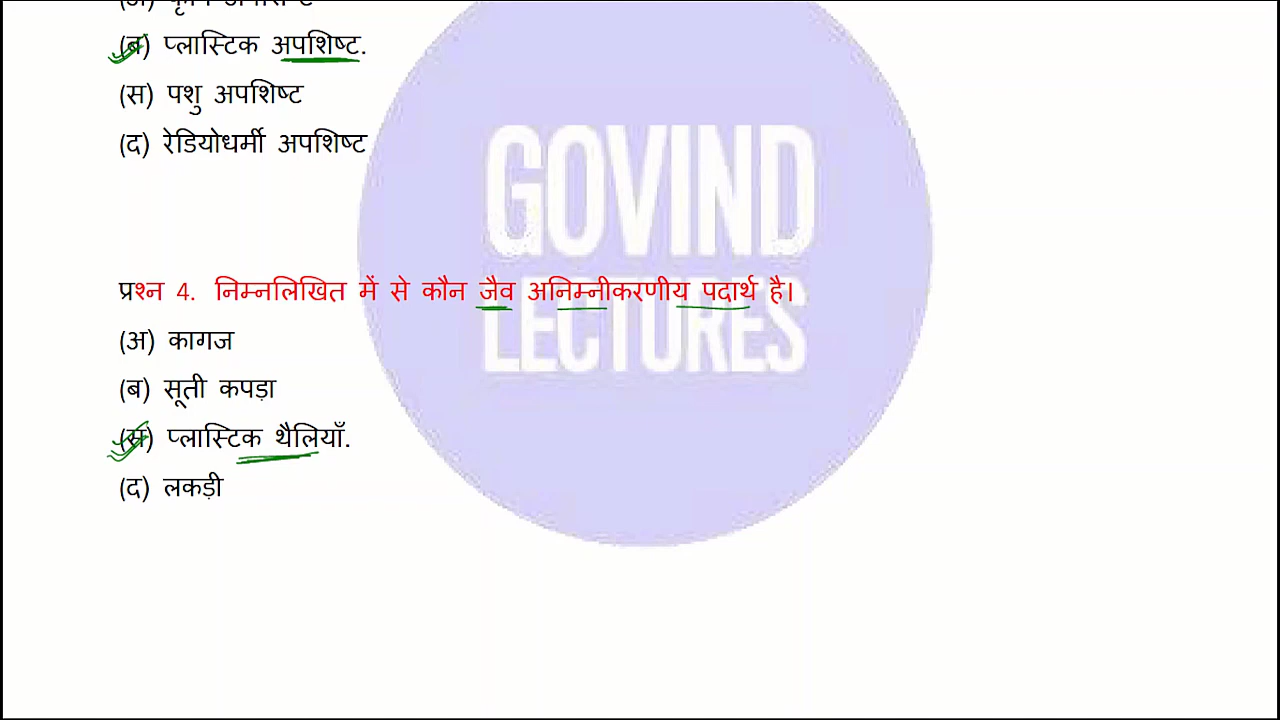 (ब) प्लास्टिक अपशिष्ट.
(स) पशु अपशिष्ट
(द) रेडियोधर्मी अपशिष्ट
GOVIND
LECTURES
प्रश्न 4. निम्नलिखित में से कौन जैव अनिम्नीकरणीय पदार्थ है।
(अ) कागज
(ब) सूती कपड़ा
(स) प्लास्टिक थैलियाँ.
(द) लकड़ी